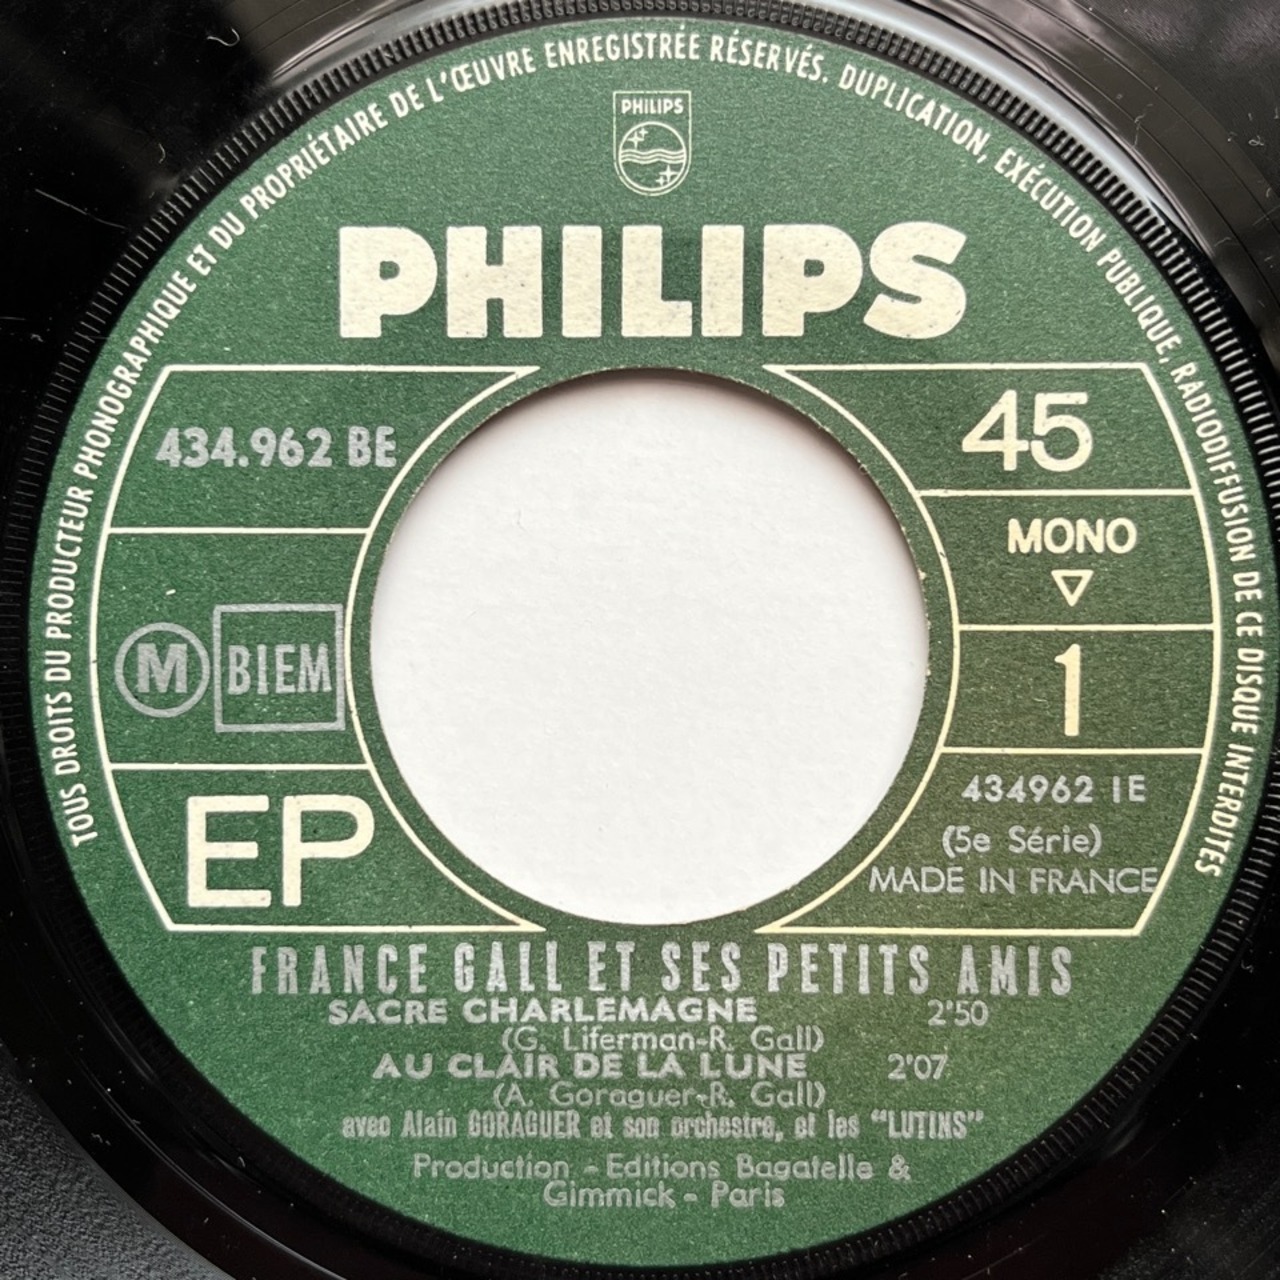 TOUS DROITS DU PRODUCTEUR PHONOGRAPHIQUE ET DU PROPRIÉTAIRE DE L'ŒUVRE ENREGISTRÉE RÉSERVÉS. DUPLICATION, EXÉCUTION PUBLIQUE, RADIODIFFUSION DE CE DISQUE INTERDITES
PHILIPS
PHILIPS
434.962 BE
45
MONO
M BIEM
1
EP
434962 1E
(5e Série)
MADE IN FRANCE
FRANCE GALL ET SES PETITS AMIS
SACRE CHARLEMAGNE 2'50
(G. Liferman-R. Gall)
AU CLAIR DE LA LUNE 2'07
(A. Goraguer-R. Gall)
avec Alain GORAGUER et son orchestre, et les "LUTINS"
Production - Editions Bagatelle &
Gimmick - Paris